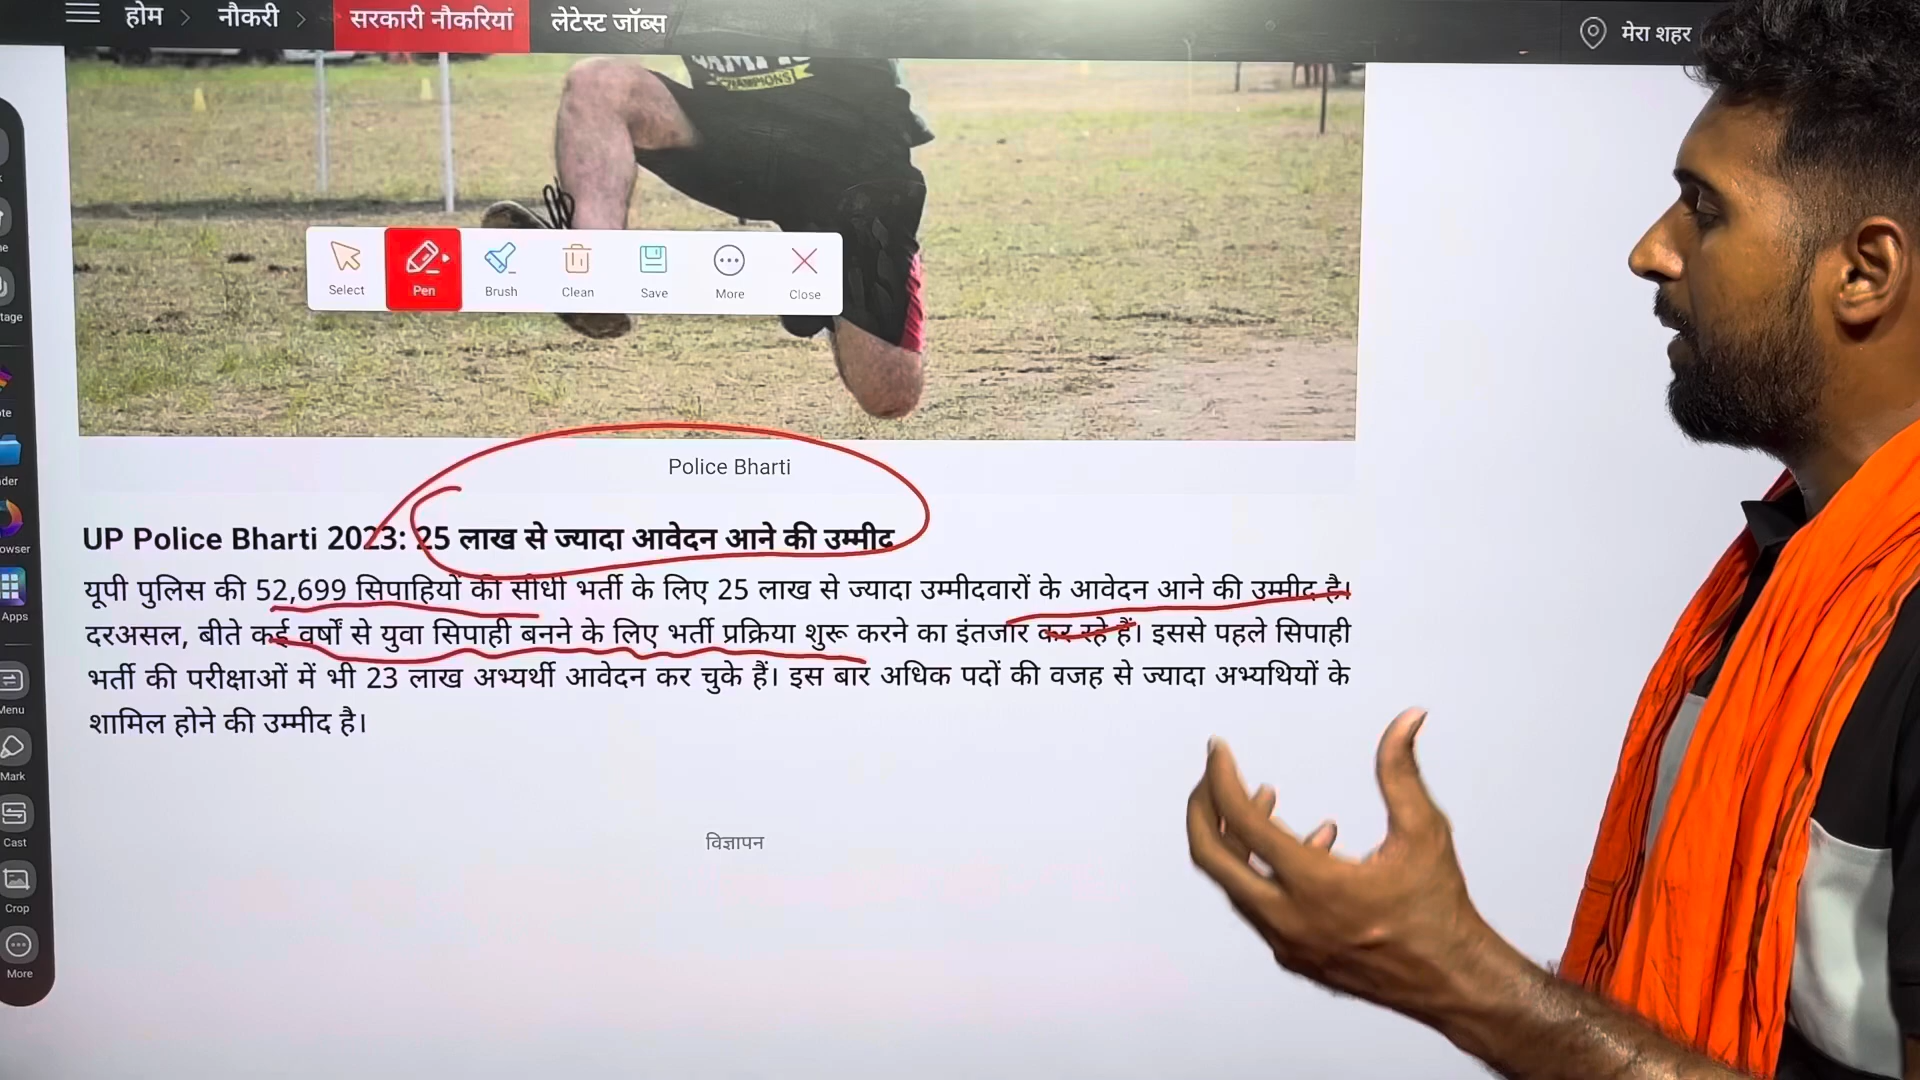 होम > नौकरी > सरकारी नौकरियां लेटेस्ट जॉब्स मेरा शहर
CHAMPIONS
Select Pen Brush Clean Save More Close
Police Bharti
UP Police Bharti 2023: 25 लाख से ज्यादा आवेदन आने की उम्मीद
यूपी पुलिस की 52,699 सिपाहियों की सीधी भर्ती के लिए 25 लाख से ज्यादा उम्मीदवारों के आवेदन आने की उम्मीद है।
दरअसल, बीते कई वर्षों से युवा सिपाही बनने के लिए भर्ती प्रक्रिया शुरू करने का इंतजार कर रहे हैं। इससे पहले सिपाही
भर्ती की परीक्षाओं में भी 23 लाख अभ्यर्थी आवेदन कर चुके हैं। इस बार अधिक पदों की वजह से ज्यादा अभ्यथियों के
शामिल होने की उम्मीद है।
विज्ञापन
Apps
Menu
Mark
Cast
Crop
More